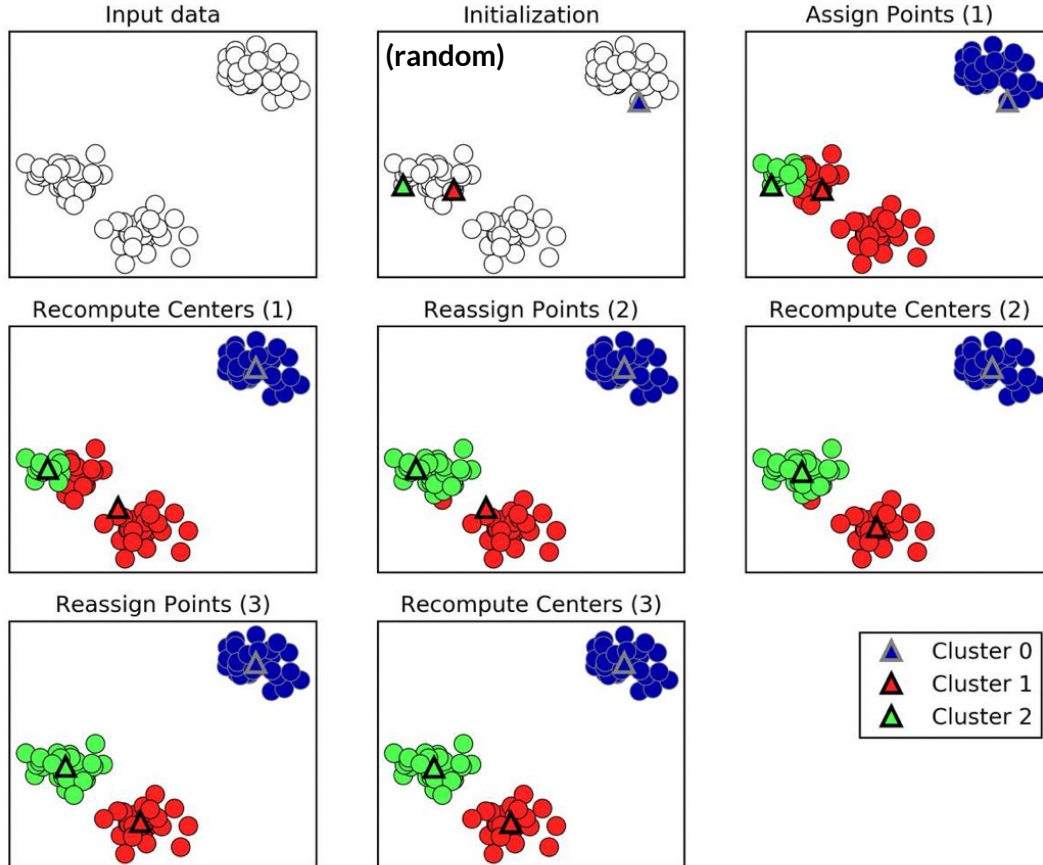 Input data
Initialization
Assign Points (1)
(random)
Recompute Centers (1)
Reassign Points (2)
Recompute Centers (2)
Reassign Points (3)
Recompute Centers (3)
Cluster 0
Cluster 1
Cluster 2